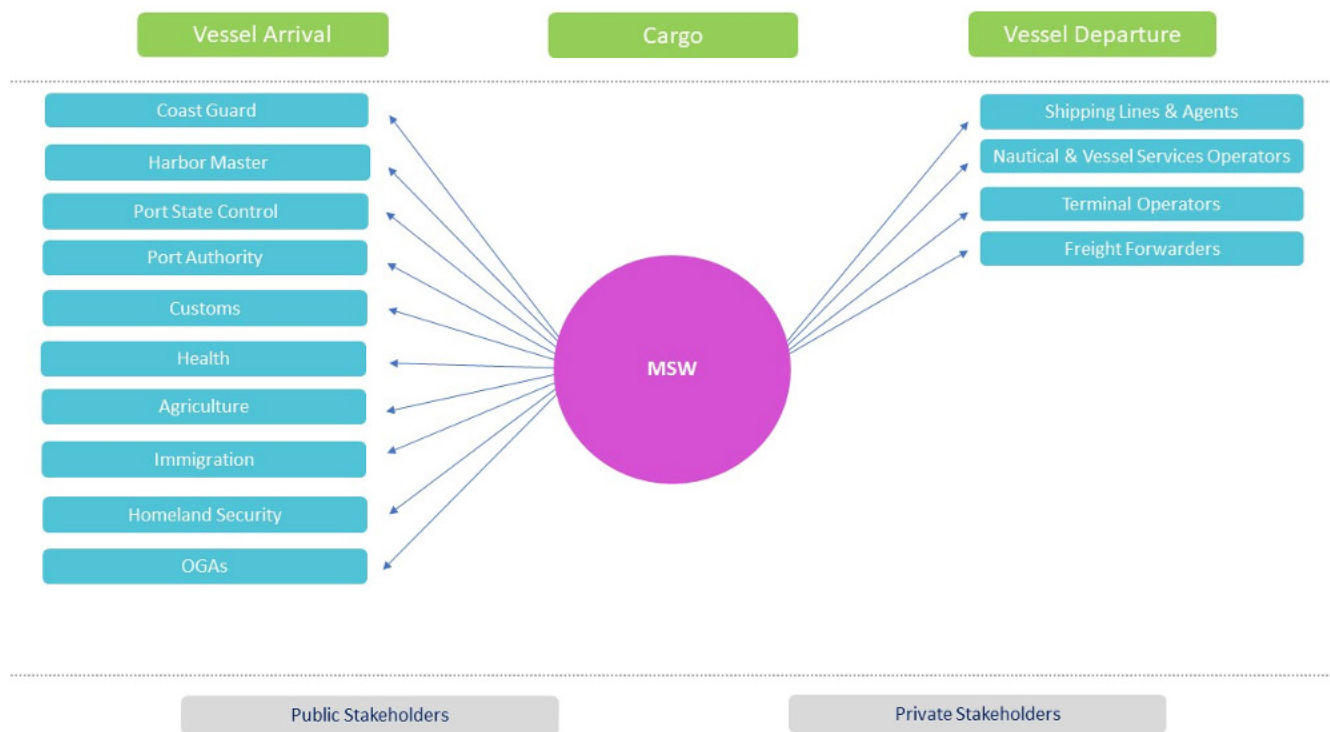 Vessel Arrival
Cargo
Vessel Departure
Coast Guard
Harbor Master
Port State Control
Port Authority
Customs
Health
Agriculture
Immigration
Homeland Security
OGAs
MSW
Shipping Lines & Agents
Nautical & Vessel Services Operators
Terminal Operators
Freight Forwarders
Public Stakeholders
Private Stakeholders